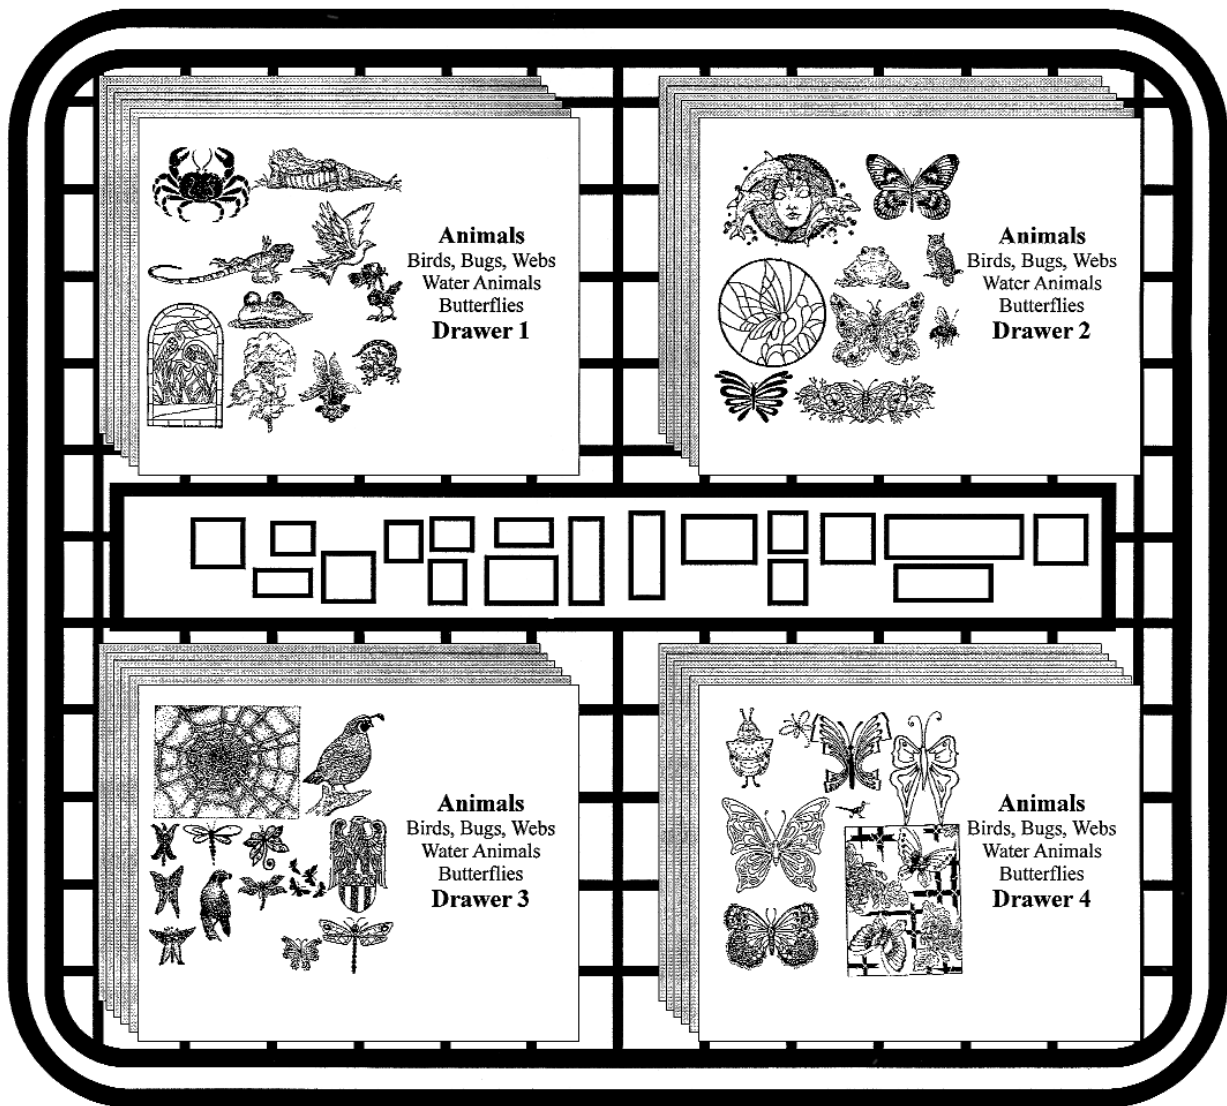 Animals
Birds, Bugs, Webs
Water Animals
Butterflies
Drawer 1
Animals
Birds, Bugs, Webs
Water Animals
Butterflies
Drawer 2
Animals
Birds, Bugs, Webs
Water Animals
Butterflies
Drawer 3
Animals
Birds, Bugs, Webs
Water Animals
Butterflies
Drawer 4